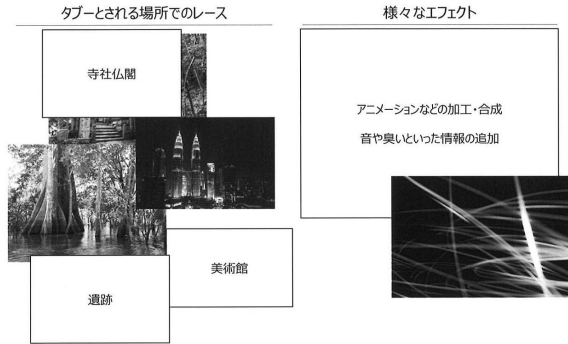 タブーとされる場所でのレース
寺社仏閣
美術館
遺跡
様々なエフェクト
アニメーションなどの加工・合成
音や臭いといった情報の追加